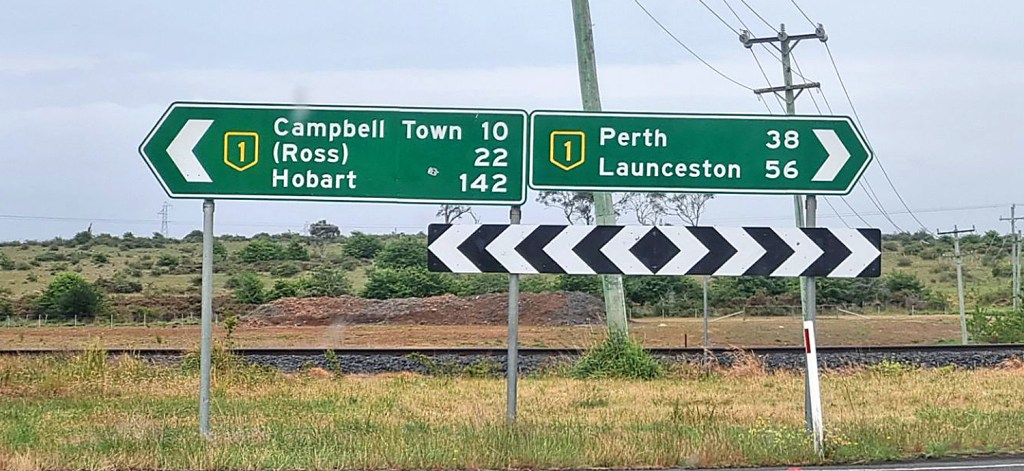 1
Campbell Town 10
(Ross) 22
Hobart 142
1
Perth 38
Launceston 56